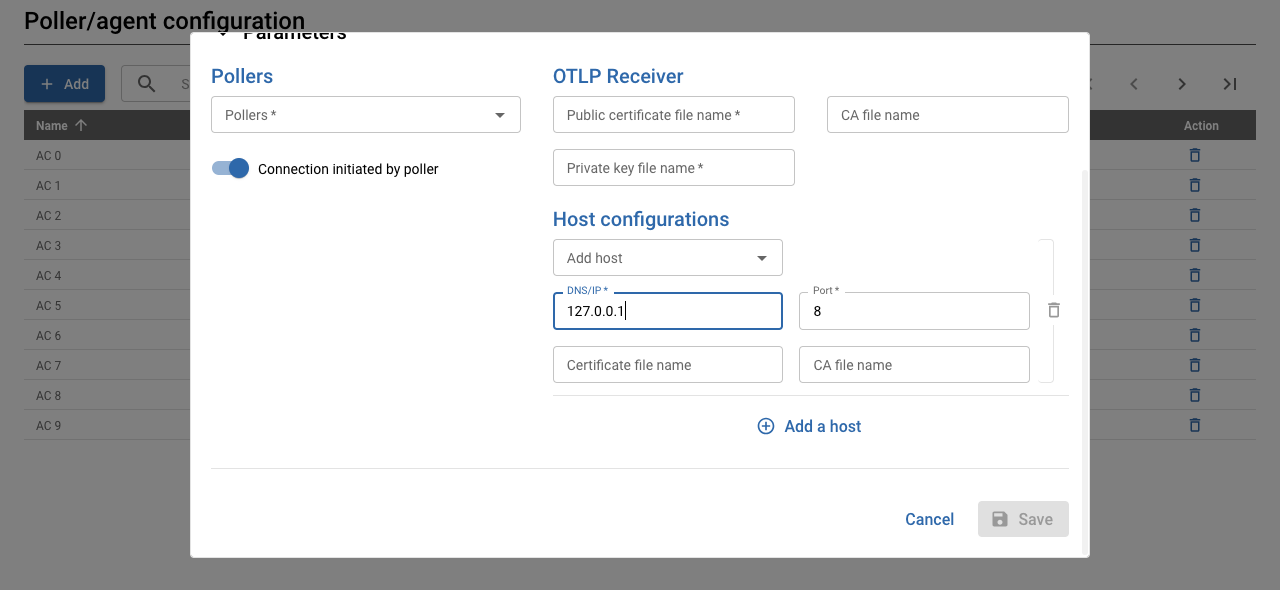 Poller/agent configuration
Parameters
Add
S
Name
Action
AC 0
AC 1
AC 2
AC 3
AC 4
AC 5
AC 6
AC 7
AC 8
AC 9
Pollers
Pollers *
Connection initiated by poller
OTLP Receiver
Public certificate file name *
CA file name
Private key file name *
Host configurations
Add host
DNS/IP *
127.0.0.1
Port *
8
Certificate file name
CA file name
Add a host
Cancel
Save